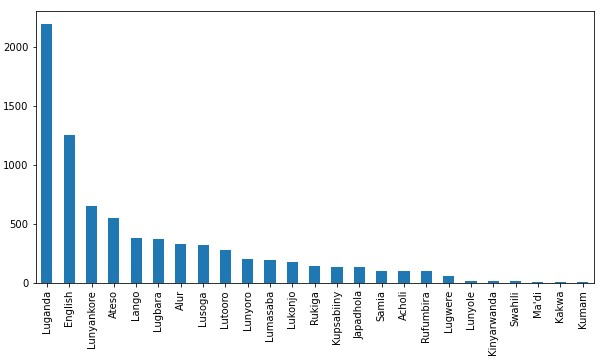 2000
1500
1000
500
0
Luganda
English
Lunyankore
Ateso
Lango
Lugbara
Alur
Lusoga
Lutooro
Lunyoro
Lumasaba
Lukonjo
Rukiga
Kupsabiiny
Japadhola
Samia
Acholi
Rufumbira
Lugwere
Lunyole
Kinyarwanda
Swahili
Ma'di
Kakwa
Kumam